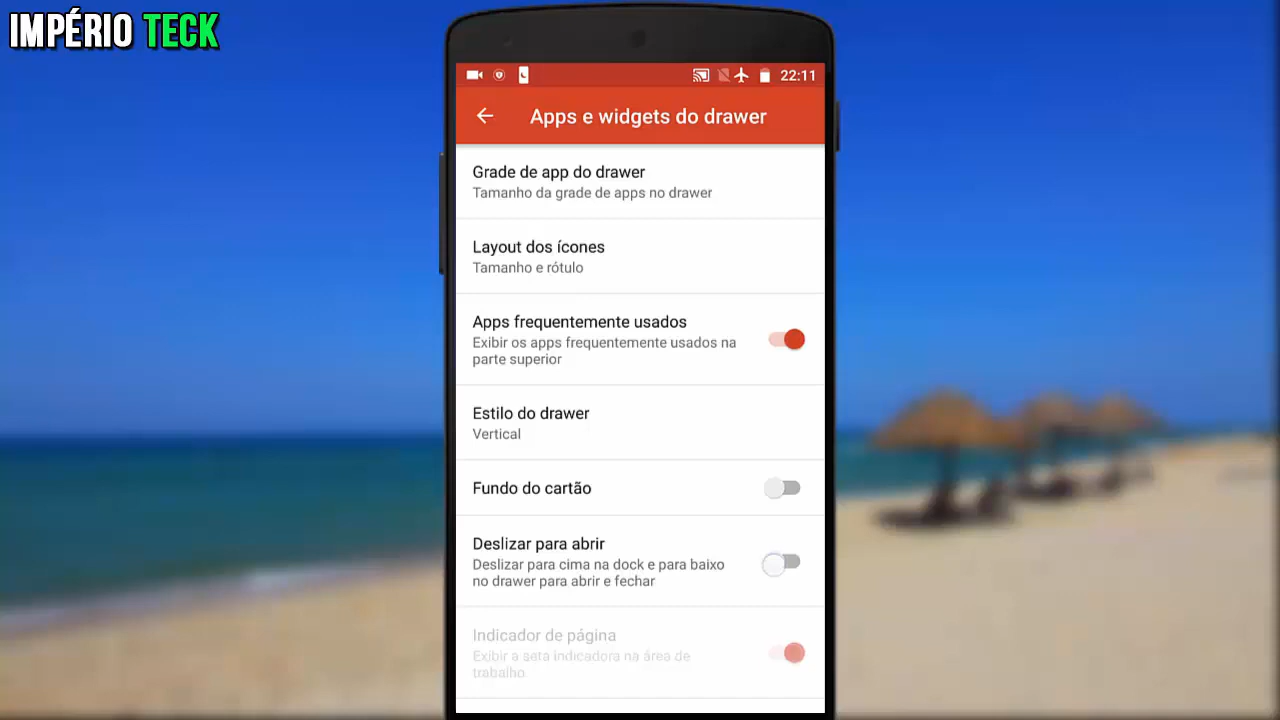 IMPÉRIO TECK
22:11
Apps e widgets do drawer
Grade de app do drawer
Tamanho da grade de apps no drawer
Layout dos ícones
Tamanho e rótulo
Apps frequentemente usados
Exibir os apps frequentemente usados na
parte superior
Estilo do drawer
Vertical
Fundo do cartão
Deslizar para abrir
Deslizar para cima na dock e para baixo
no drawer para abrir e fechar
Indicador de página
Exibir a seta indicadora na área de
trabalho